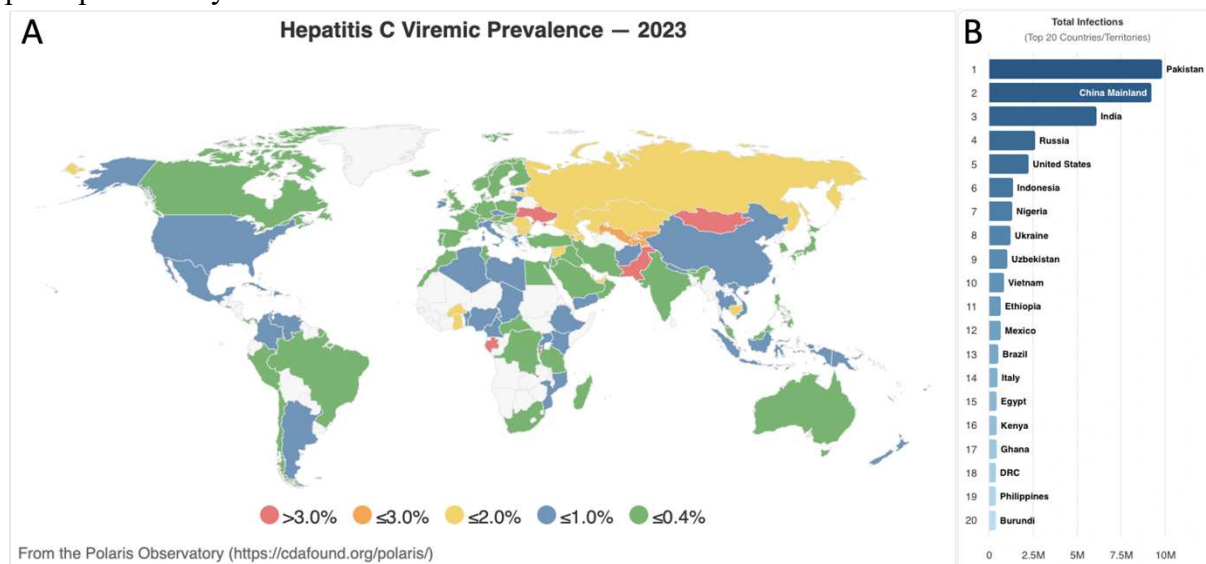 A
Hepatitis C Viremic Prevalence — 2023
>3.0% ≤3.0% ≤2.0% ≤1.0% ≤0.4%
From the Polaris Observatory (https://cdafound.org/polaris/)
B
Total Infections
(Top 20 Countries/Territories)
1 Pakistan
2 China Mainland
3 India
4 Russia
5 United States
6 Indonesia
7 Nigeria
8 Ukraine
9 Uzbekistan
10 Vietnam
11 Ethiopia
12 Mexico
13 Brazil
14 Italy
15 Egypt
16 Kenya
17 Ghana
18 DRC
19 Philippines
20 Burundi
0 2.5M 5M 7.5M 10M